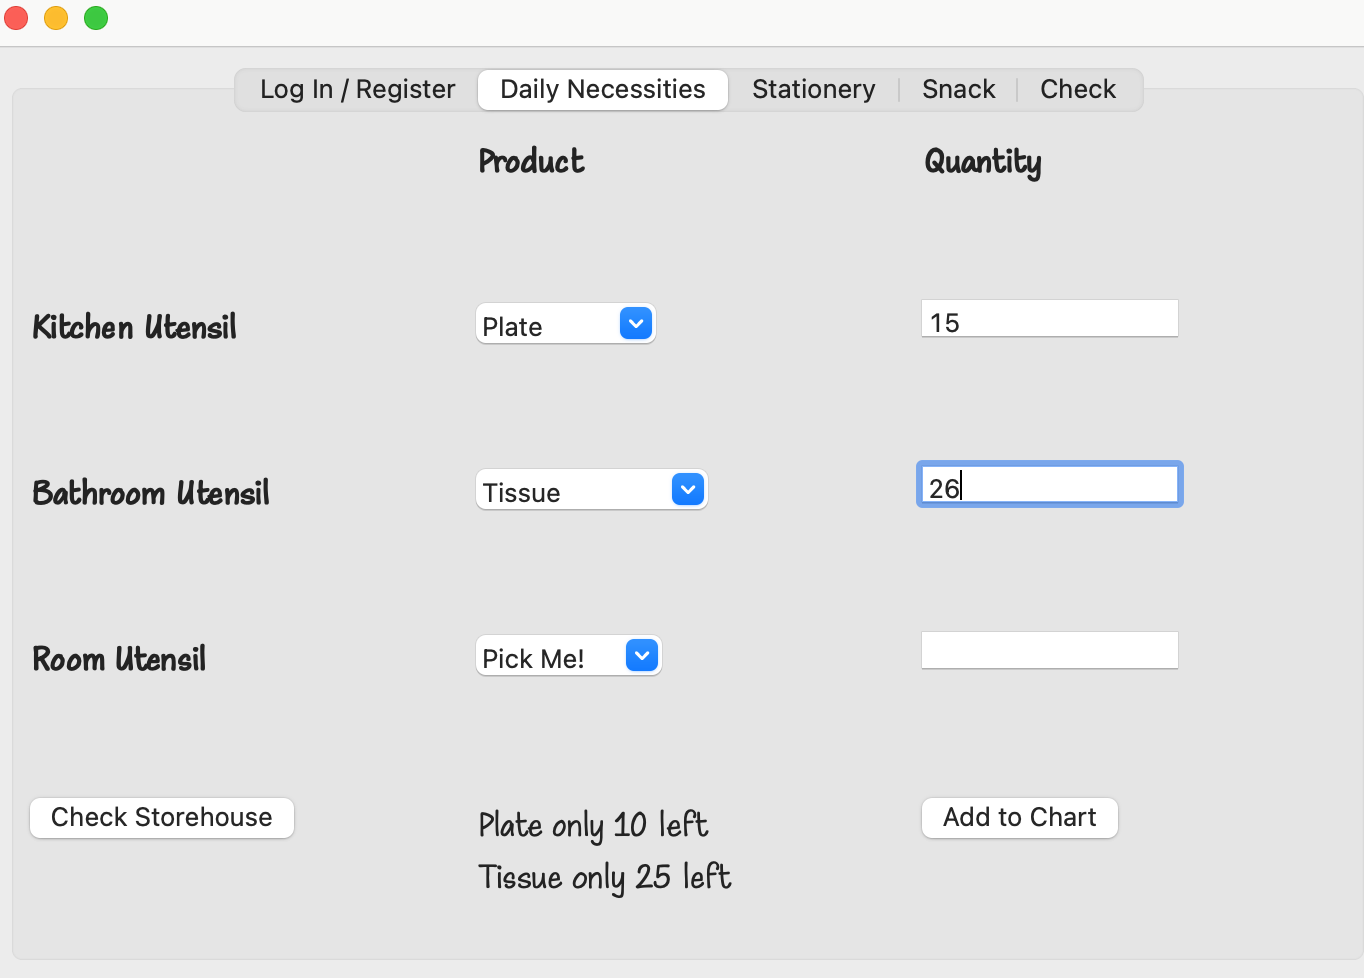 Log In / Register Daily Necessities Stationery Snack Check
Product Quantity
Kitchen Utensil Plate 15
Bathroom Utensil Tissue 26
Room Utensil Pick Me!
Check Storehouse Plate only 10 left Add to Chart
Tissue only 25 left